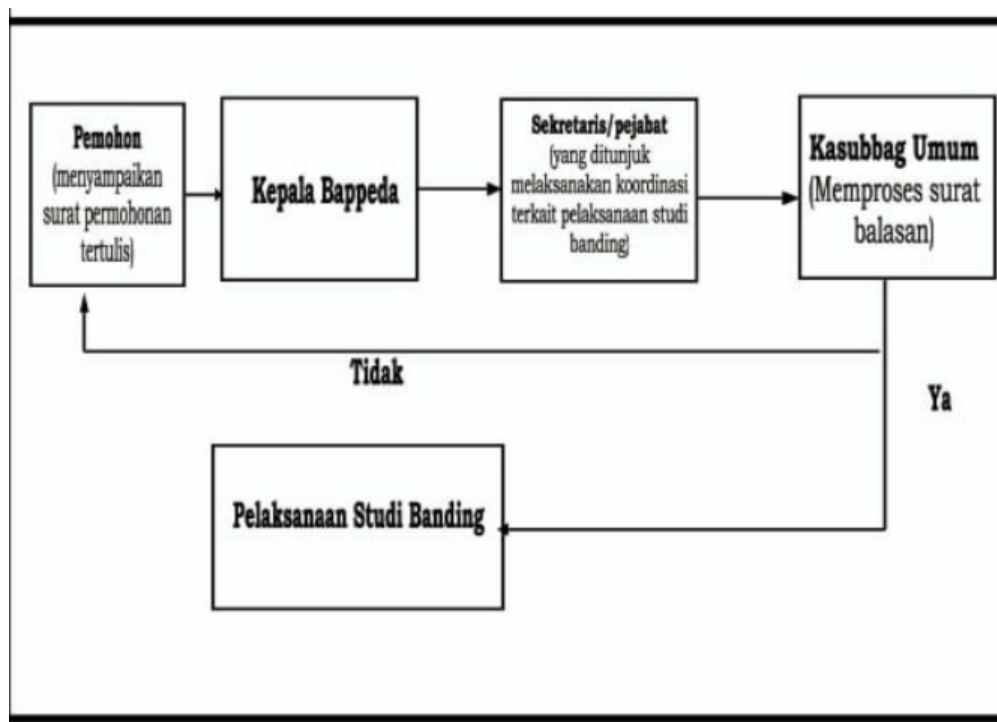 Pemohon
(menyampaikan
surat permohonan
tertulis)
Kepala Bappeda
Sekretaris/pejabat
(yang ditunjuk
melaksanakan koordinasi
terkait pelaksanaan studi
banding)
Kasubbag Umum
(Memproses surat
balasan)
Tidak
Ya
Pelaksanaan Studi Banding